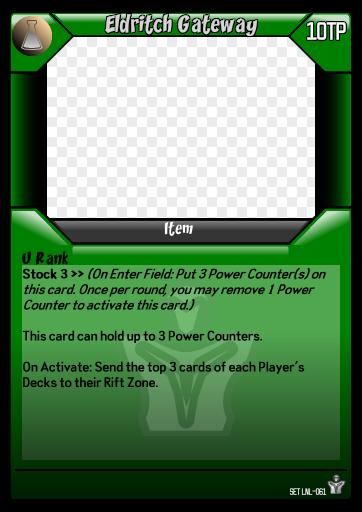 Eldritch Gateway
10TP
Item
U Rank
Stock 3 >> (On Enter Field: Put 3 Power Counter(s) on
this card. Once per round, you may remove 1 Power
Counter to activate this card.)
This card can hold up to 3 Power Counters.
On Activate: Send the top 3 cards of each Player's
Decks to their Rift Zone.
SET LNL-061